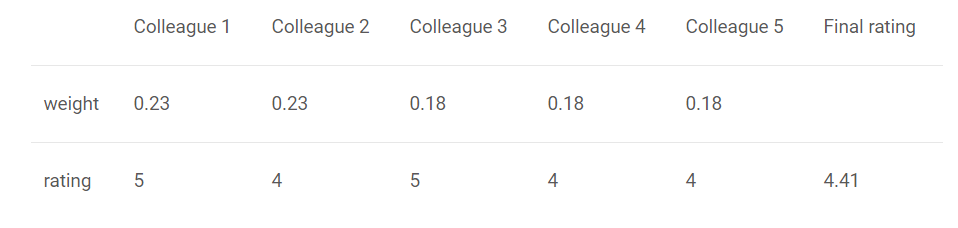 Colleague 1 Colleague 2 Colleague 3 Colleague 4 Colleague 5 Final rating
weight 0.23 0.23 0.18 0.18 0.18
rating 5 4 5 4 4 4.41